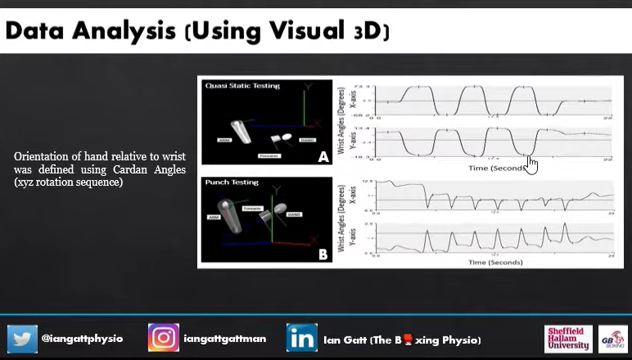 Data Analysis (Using Visual 3D)
Orientation of hand relative to wrist
was defined using Cardan Angles
(xyz rotation sequence)
Quasi Static Testing
A
Punch Testing
B
Wrist Angles (Degrees)
X-axis
Y-axis
Time (Seconds)
Wrist Angles (Degrees)
X-axis
Y-axis
Time (Seconds)
@iangattphysio
iangattgattman
Ian Gatt (The B xing Physio)
Sheffield
Hallam
University
GB
BOXING